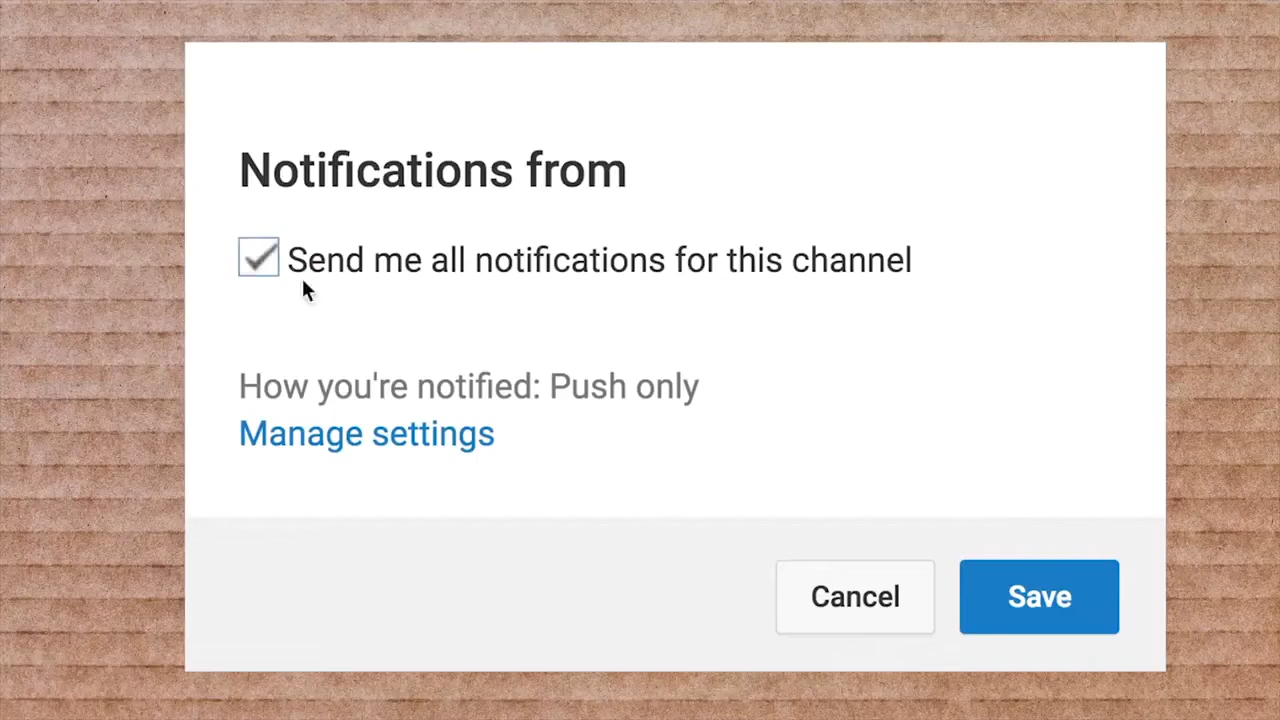 Notifications from
Send me all notifications for this channel
How you're notified: Push only
Manage settings
Cancel
Save